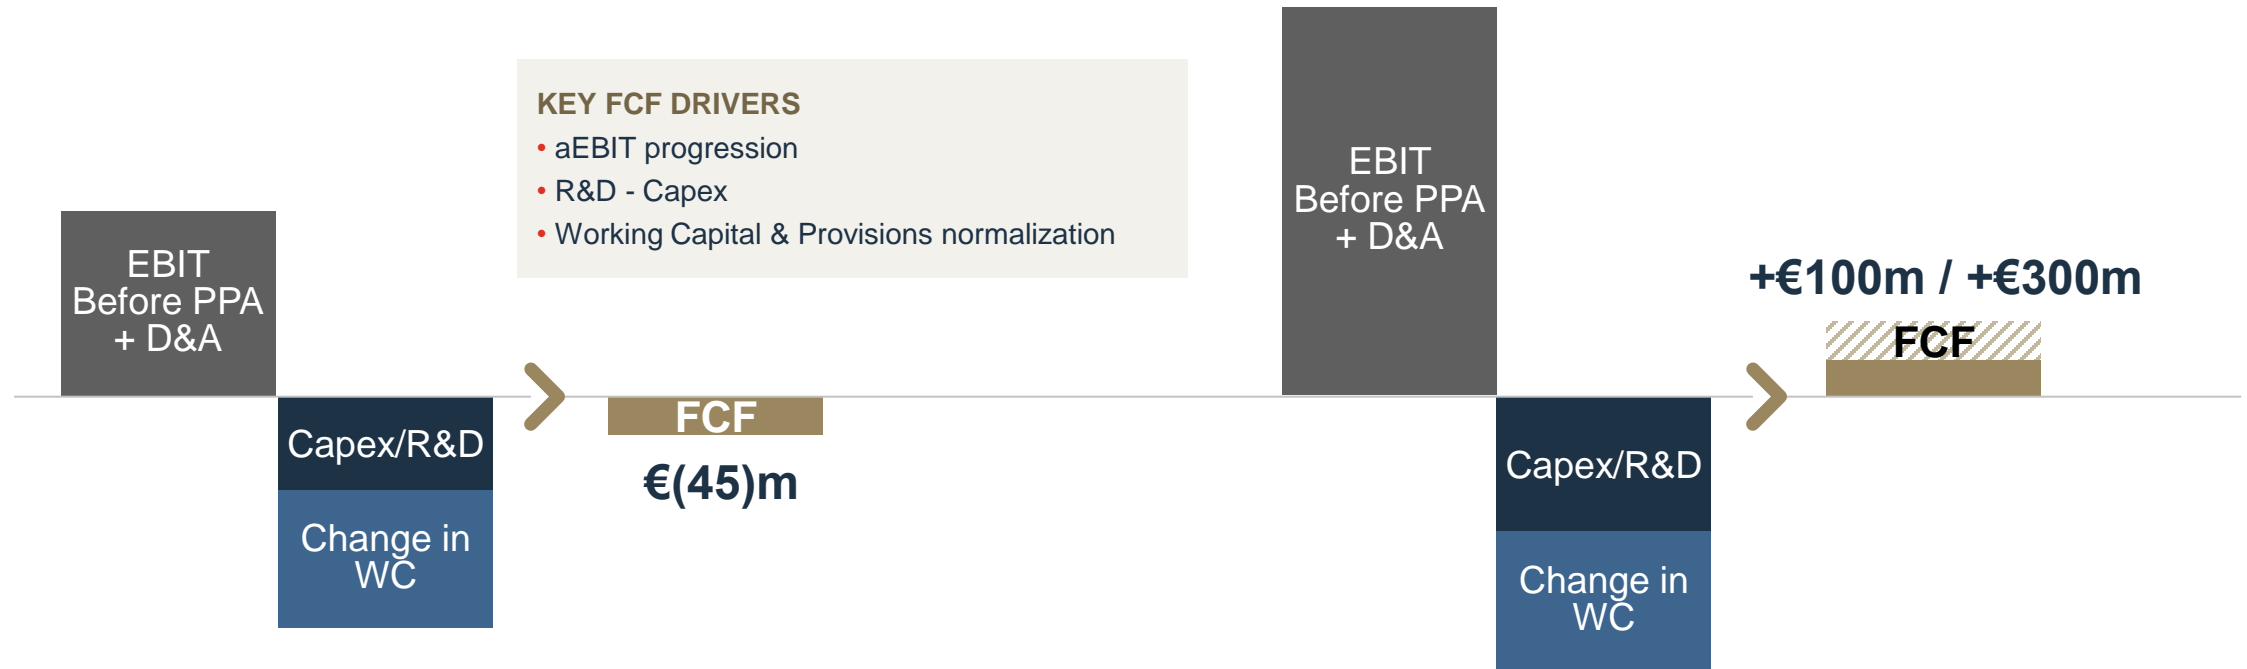 EBIT
Before PPA
+ D&A
Capex/R&D
Change in
WC
KEY FCF DRIVERS
• aEBIT progression
• R&D - Capex
• Working Capital & Provisions normalization
FCF
€(45)m
EBIT
Before PPA
+ D&A
Capex/R&D
Change in
WC
+€100m / +€300m
FCF